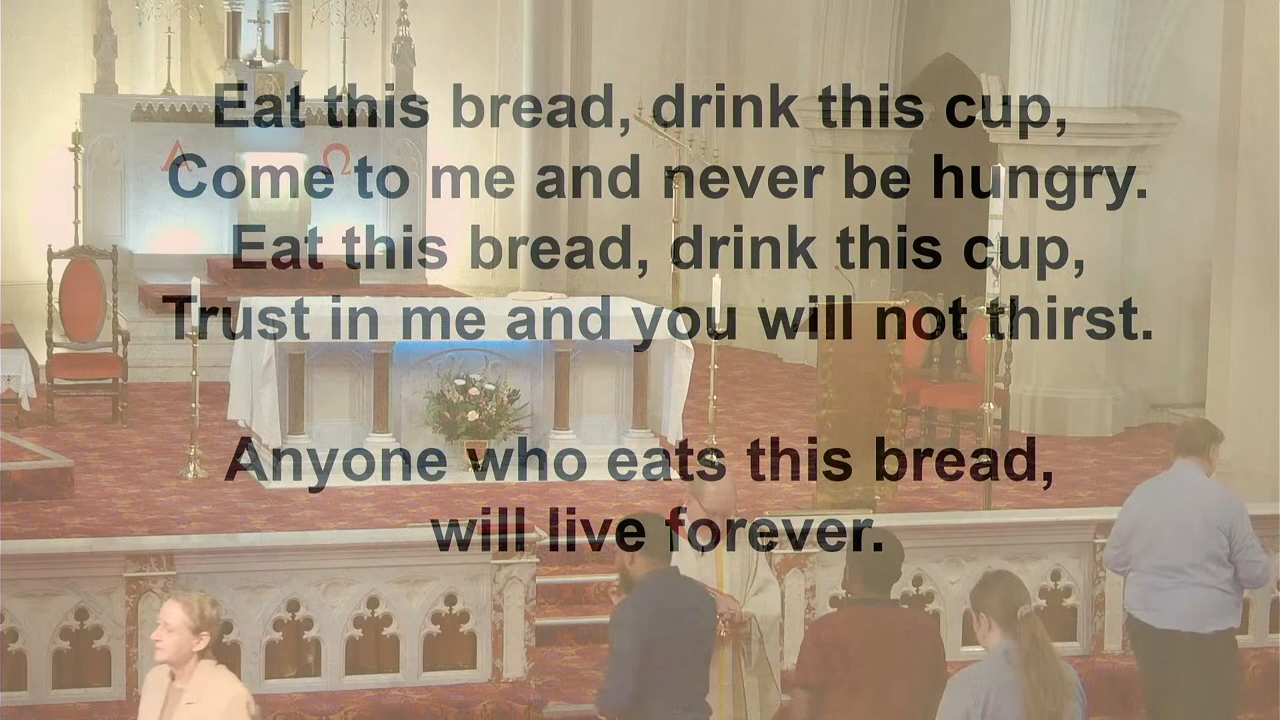 Eat this bread, drink this cup,
Α Ω
Come to me and never be hungry.
Eat this bread, drink this cup,
Trust in me and you will not thirst.
Anyone who eats this bread,
will live forever.